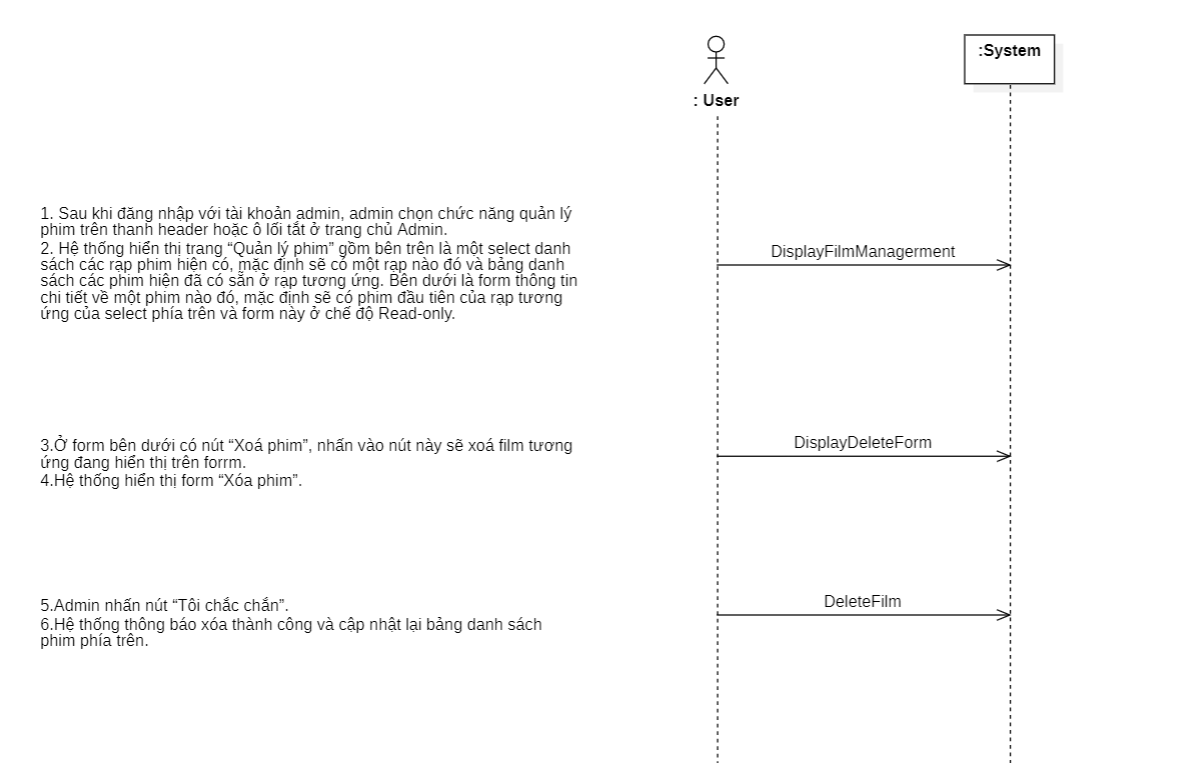 :System
: User
1. Sau khi đăng nhập với tài khoản admin, admin chọn chức năng quản lý
phim trên thanh header hoặc ô lối tắt ở trang chủ Admin.
2. Hệ thống hiển thị trang “Quản lý phim” gồm bên trên là một select danh
sách các rạp phim hiện có, mặc định sẽ có một rạp nào đó và bảng danh
sách các phim hiện đã có sẵn ở rạp tương ứng. Bên dưới là form thông tin
chi tiết về một phim nào đó, mặc định sẽ có phim đầu tiên của rạp tương
ứng của select phía trên và form này ở chế độ Read-only.
DisplayFilmManagerment
3.Ở form bên dưới có nút “Xoá phim”, nhấn vào nút này sẽ xoá film tương
ứng đang hiển thị trên forrm.
4.Hệ thống hiển thị form “Xóa phim”.
DisplayDeleteForm
5.Admin nhấn nút “Tôi chắc chắn”.
6.Hệ thống thông báo xóa thành công và cập nhật lại bảng danh sách
phim phía trên.
DeleteFilm